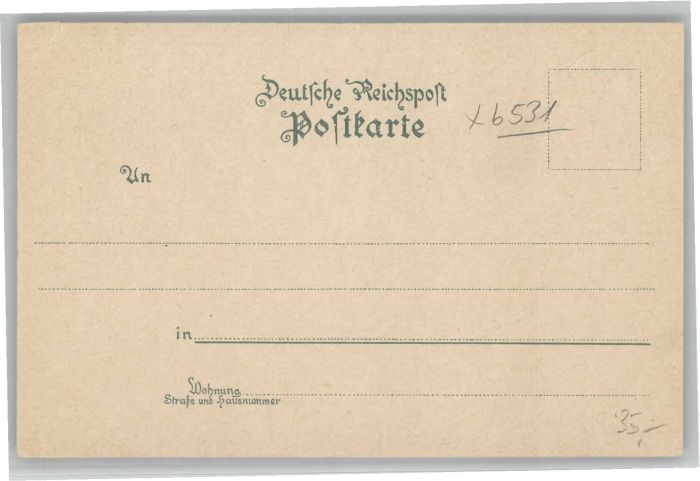 Deutsche Reichspost
Postkarte
x 6531
An
in
Wohnung
Straße und Hausnummer
35,-